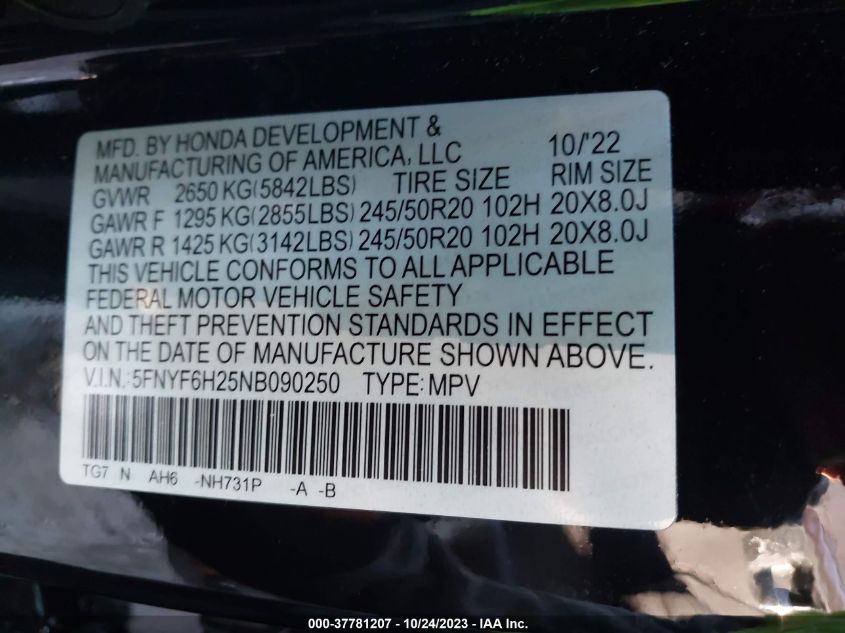 MFD. BY HONDA DEVELOPMENT &
MANUFACTURING OF AMERICA, LLC 10/'22
GVWR 2650 KG(5842LBS) TIRE SIZE RIM SIZE
GAWR F 1295 KG(2855LBS) 245/50R20 102H 20X8.0J
GAWR R 1425 KG(3142LBS) 245/50R20 102H 20X8.0J
THIS VEHICLE CONFORMS TO ALL APPLICABLE
FEDERAL MOTOR VEHICLE SAFETY
AND THEFT PREVENTION STANDARDS IN EFFECT
ON THE DATE OF MANUFACTURE SHOWN ABOVE.
V.I.N.:5FNYF6H25NB090250 TYPE:MPV
TG7 N AH6 -NH731P -A -B
000-37781207 - 10/24/2023 - IAA Inc.